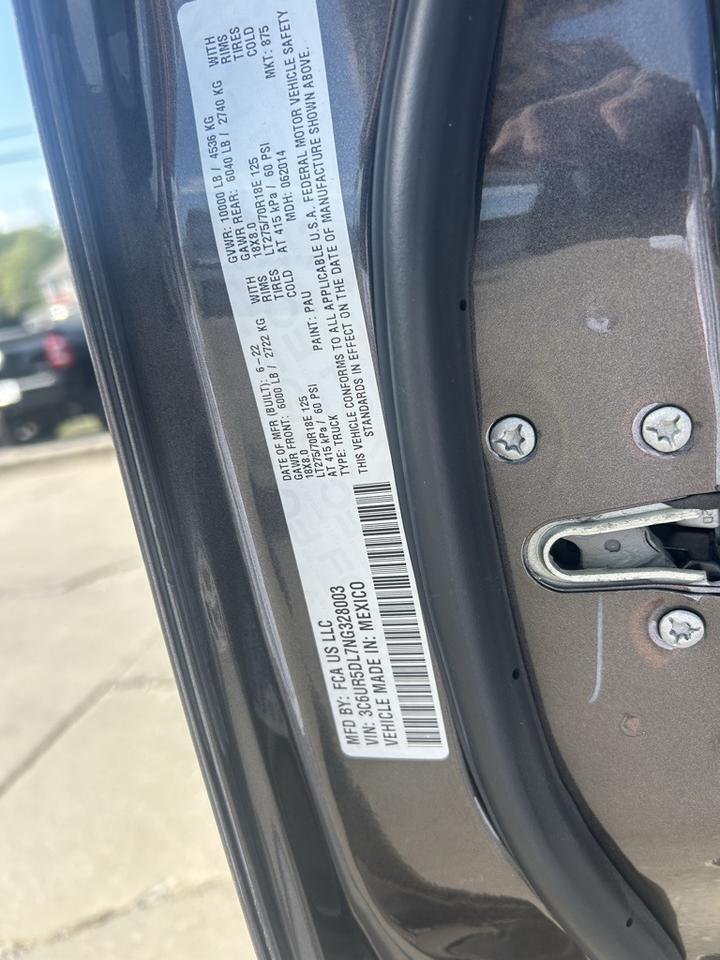 MFD BY: FCA US LLC
VIN: 3C6UR5DL7NG328003
VEHICLE MADE IN: MEXICO
DATE OF MFR (BUILT): 6-22
GAWR FRONT: 6000 LB / 2722 KG WITH
18X8.0 RIMS
LT275/70R18E 125 TIRES
AT 415 kPa / 60 PSI COLD
TYPE: TRUCK PAINT: PAU
GVWR: 10000 LB / 4536 KG
GAWR REAR: 6040 LB / 2740 KG WITH
18X8.0 RIMS
LT275/70R18E 125 TIRES
AT 415 kPa / 60 PSI COLD
MDH: 062014 MKT: 875
THIS VEHICLE CONFORMS TO ALL APPLICABLE U.S.A. FEDERAL MOTOR VEHICLE SAFETY
STANDARDS IN EFFECT ON THE DATE OF MANUFACTURE SHOWN ABOVE.